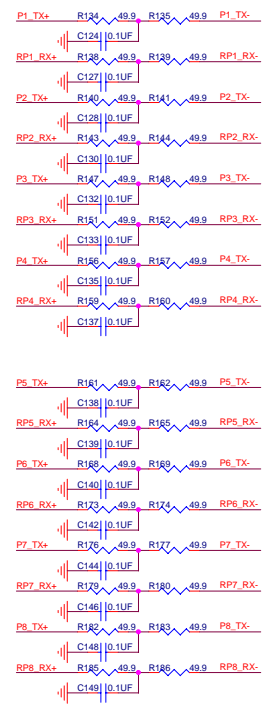 P1_TX+ R134 49.9 R135 49.9 P1_TX-
C124 0.1UF
RP1_RX+ R138 49.9 R139 49.9 RP1_RX-
C127 0.1UF
P2_TX+ R140 49.9 R141 49.9 P2_TX-
C128 0.1UF
RP2_RX+ R143 49.9 R144 49.9 RP2_RX-
C130 0.1UF
P3_TX+ R147 49.9 R148 49.9 P3_TX-
C132 0.1UF
RP3_RX+ R151 49.9 R152 49.9 RP3_RX-
C133 0.1UF
P4_TX+ R156 49.9 R157 49.9 P4_TX-
C135 0.1UF
RP4_RX+ R159 49.9 R160 49.9 RP4_RX-
C137 0.1UF
P5_TX+ R161 49.9 R162 49.9 P5_TX-
C138 0.1UF
RP5_RX+ R164 49.9 R165 49.9 RP5_RX-
C139 0.1UF
P6_TX+ R168 49.9 R169 49.9 P6_TX-
C140 0.1UF
RP6_RX+ R173 49.9 R174 49.9 RP6_RX-
C142 0.1UF
P7_TX+ R176 49.9 R177 49.9 P7_TX-
C144 0.1UF
RP7_RX+ R179 49.9 R180 49.9 RP7_RX-
C146 0.1UF
P8_TX+ R182 49.9 R183 49.9 P8_TX-
C148 0.1UF
RP8_RX+ R185 49.9 R186 49.9 RP8_RX-
C149 0.1UF